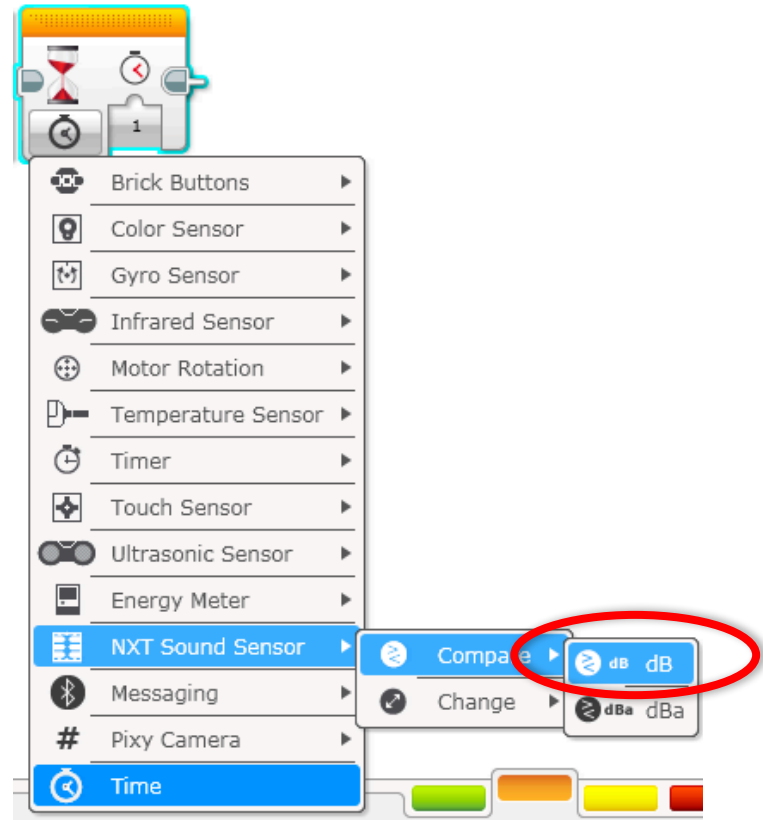 1
Brick Buttons
Color Sensor
Gyro Sensor
Infrared Sensor
Motor Rotation
Temperature Sensor
Timer
Touch Sensor
Ultrasonic Sensor
Energy Meter
NXT Sound Sensor
Compare
dB dB
Messaging
Change
dBa dBa
# Pixy Camera
Time